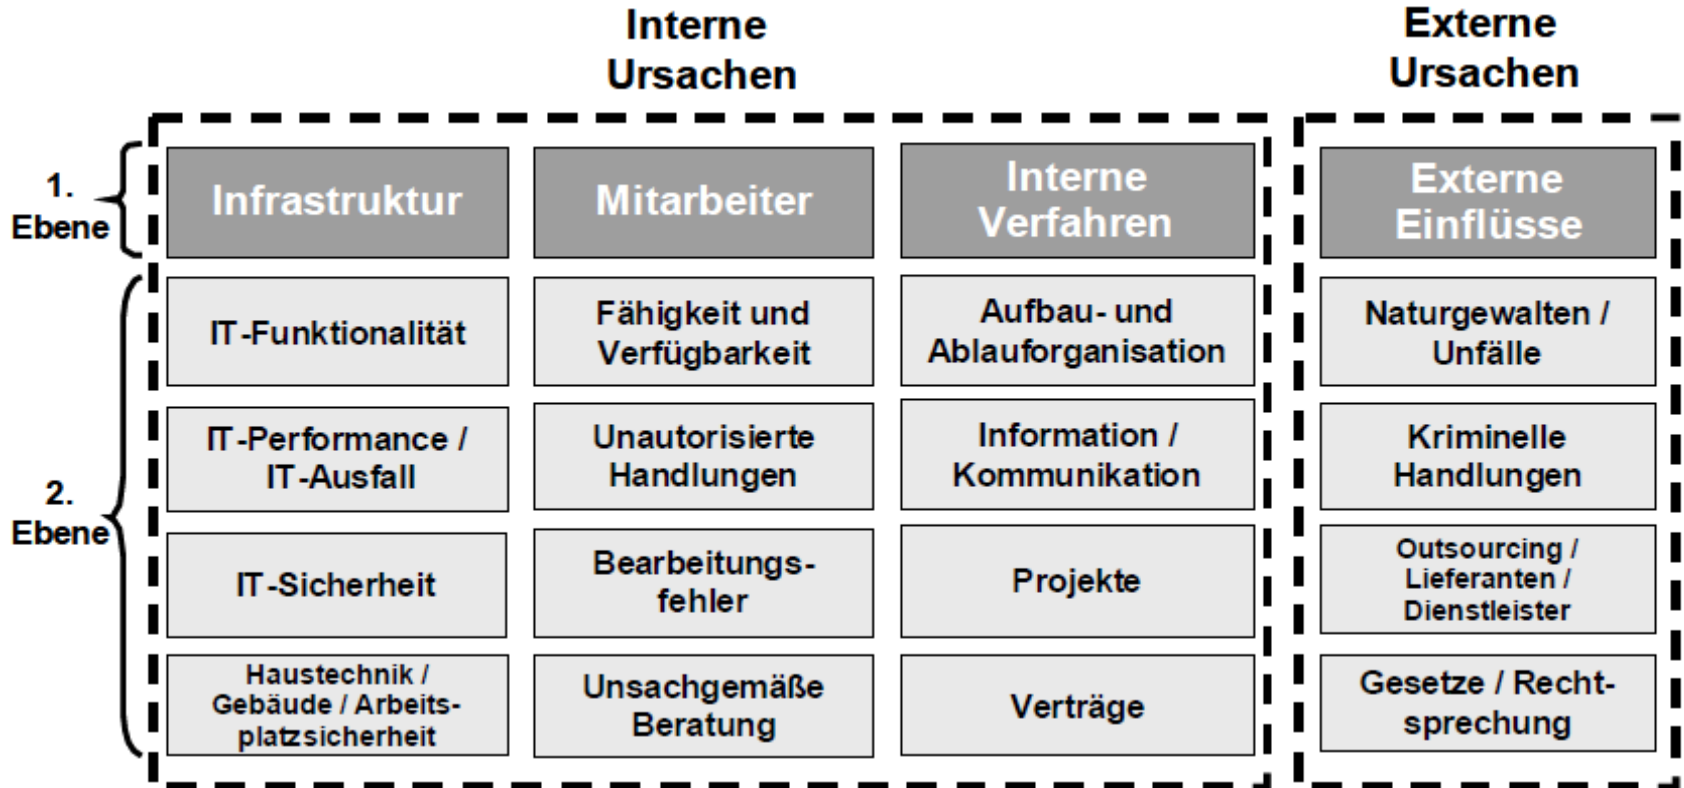 Interne
Ursachen
Externe
Ursachen
1.
Ebene
Infrastruktur
Mitarbeiter
Interne
Verfahren
Externe
Einflüsse
2.
Ebene
IT-Funktionalität
Fähigkeit und
Verfügbarkeit
Aufbau- und
Ablauforganisation
Naturgewalten /
Unfälle
IT-Performance /
IT-Ausfall
Unautorisierte
Handlungen
Information /
Kommunikation
Kriminelle
Handlungen
IT-Sicherheit
Bearbeitungs-
fehler
Projekte
Outsourcing /
Lieferanten /
Dienstleister
Haustechnik /
Gebäude / Arbeits-
platzsicherheit
Unsachgemäße
Beratung
Verträge
Gesetze / Recht-
sprechung